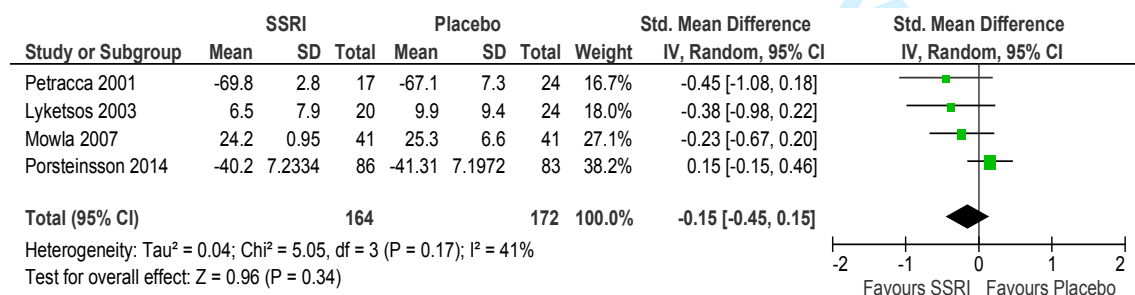 SSRI Placebo Std. Mean Difference Std. Mean Difference
Study or Subgroup Mean SD Total Mean SD Total Weight IV, Random, 95% CI IV, Random, 95% CI
Petracca 2001 -69.8 2.8 17 -67.1 7.3 24 16.7% -0.45 [-1.08, 0.18]
Lyketsos 2003 6.5 7.9 20 9.9 9.4 24 18.0% -0.38 [-0.98, 0.22]
Mowla 2007 24.2 0.95 41 25.3 6.6 41 27.1% -0.23 [-0.67, 0.20]
Porsteinsson 2014 -40.2 7.2334 86 -41.31 7.1972 83 38.2% 0.15 [-0.15, 0.46]
Total (95% CI) 164 172 100.0% -0.15 [-0.45, 0.15]
Heterogeneity: Tau² = 0.04; Chi² = 5.05, df = 3 (P = 0.17); I² = 41%
Test for overall effect: Z = 0.96 (P = 0.34)
-2 -1 0 1 2
Favours SSRI Favours Placebo